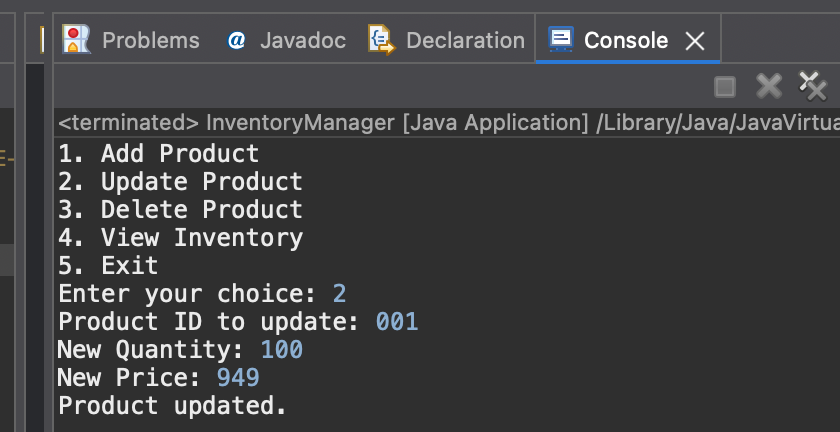 Problems @ Javadoc Declaration Console
<terminated> InventoryManager [Java Application] /Library/Java/JavaVirtua
1. Add Product
2. Update Product
3. Delete Product
4. View Inventory
5. Exit
Enter your choice: 2
Product ID to update: 001
New Quantity: 100
New Price: 949
Product updated.